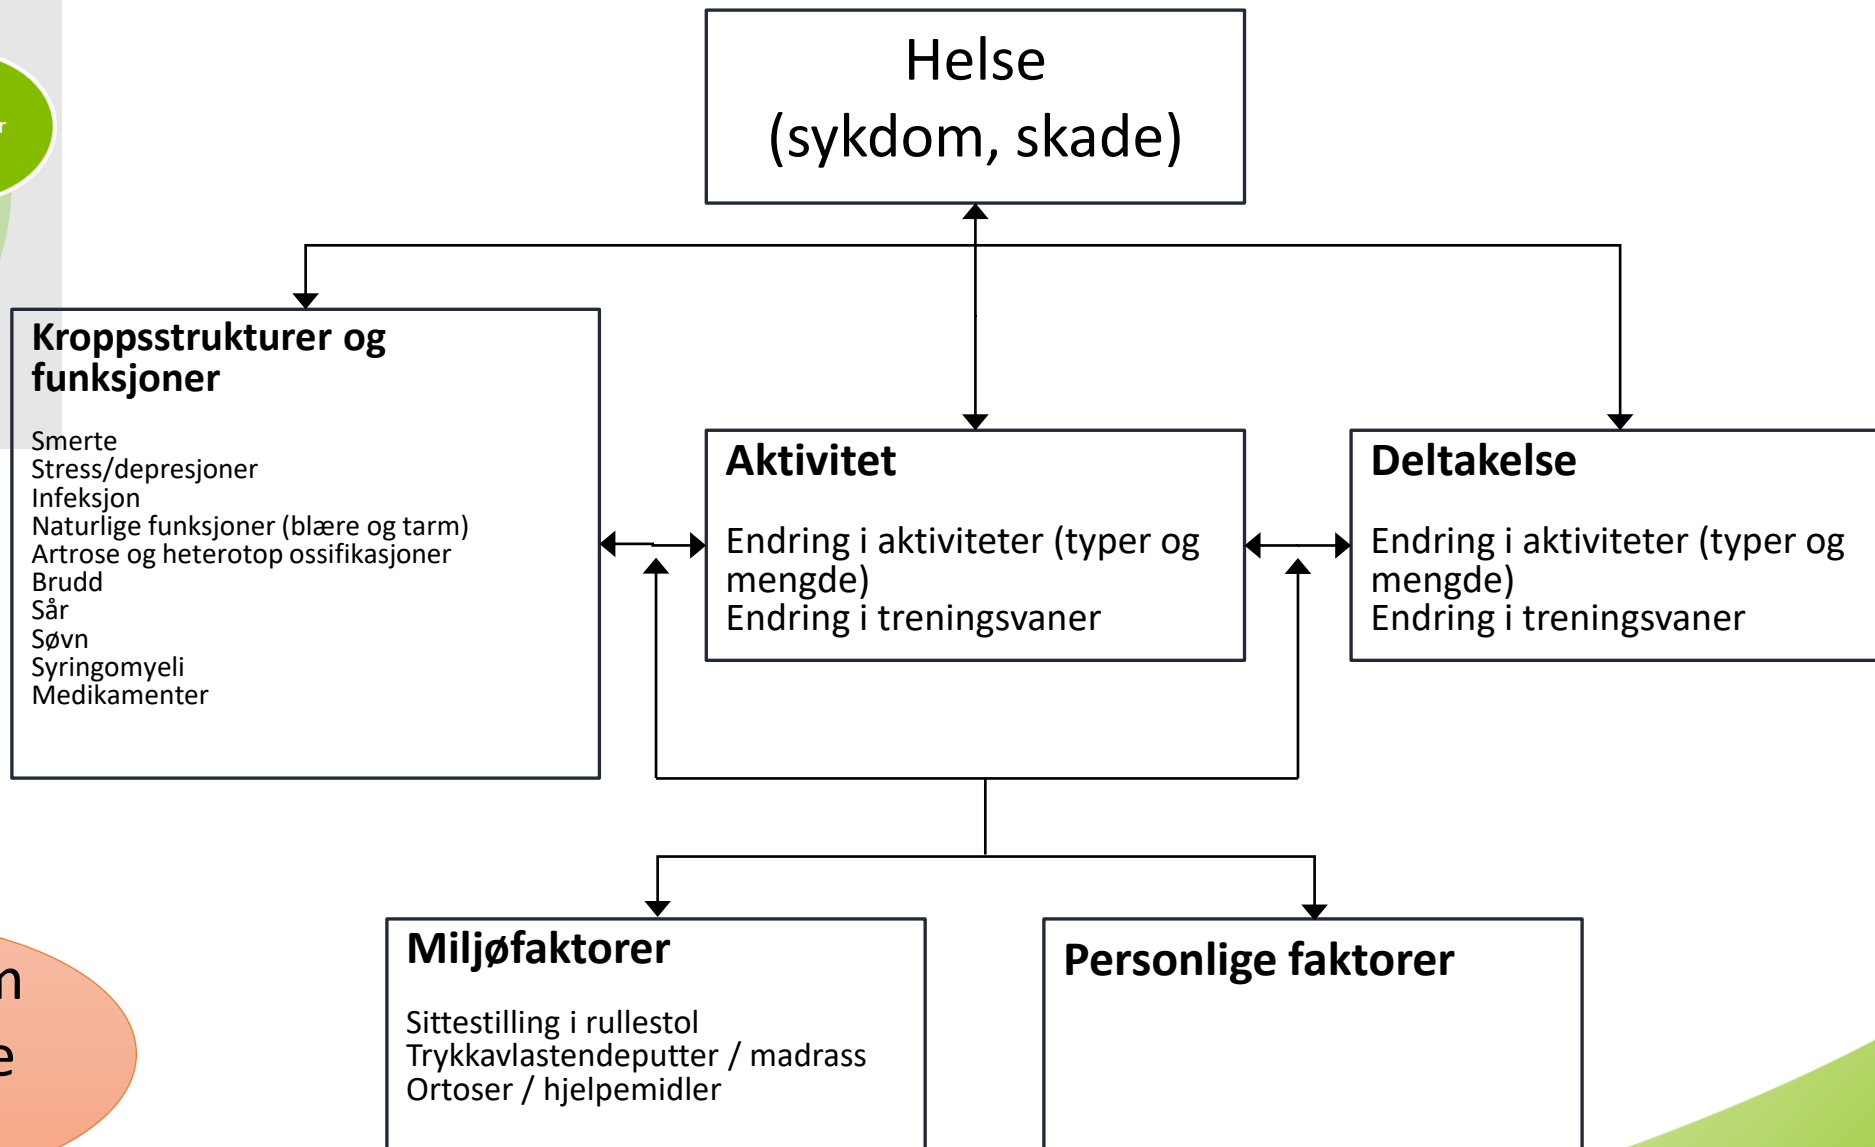 Helse
(sykdom, skade)
Kroppsstrukturer og
funksjoner
Smerte
Stress/depresjoner
Infeksjon
Naturlige funksjoner (blære og tarm)
Artrose og heterotop ossifikasjoner
Brudd
Sår
Søvn
Syringomyeli
Medikamenter
Aktivitet
Endring i aktiviteter (typer og
mengde)
Endring i treningsvaner
Deltakelse
Endring i aktiviteter (typer og
mengde)
Endring i treningsvaner
Miljøfaktorer
Sittestilling i rullestol
Trykkavlastendeputter / madrass
Ortoser / hjelpemidler
Personlige faktorer